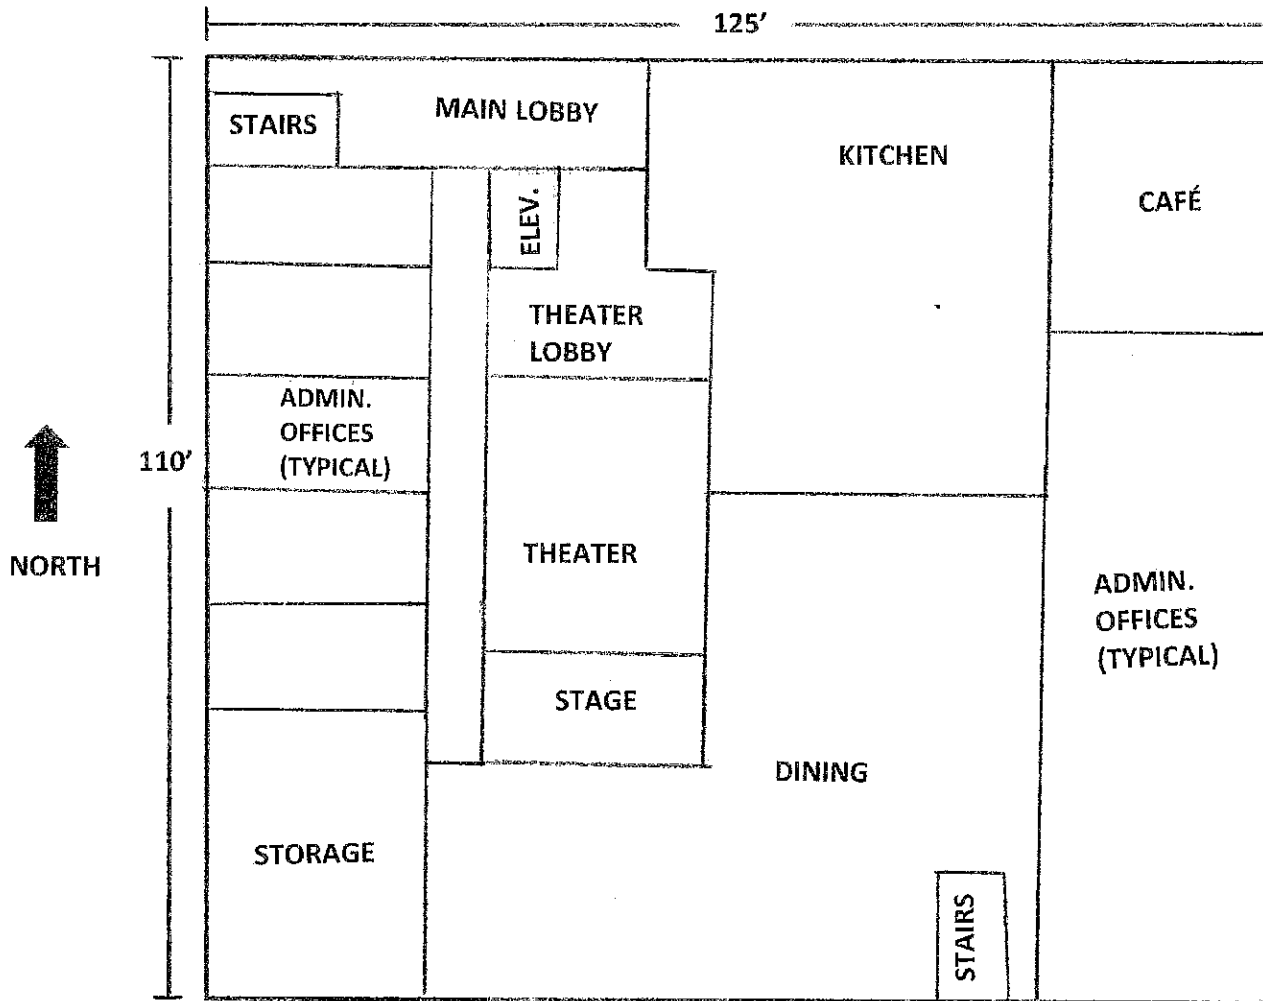 125'
STAIRS
MAIN LOBBY
KITCHEN
CAFÉ
ELEV.
THEATER
LOBBY
ADMIN.
OFFICES
(TYPICAL)
110'
NORTH
THEATER
ADMIN.
OFFICES
(TYPICAL)
STAGE
DINING
STORAGE
STAIRS